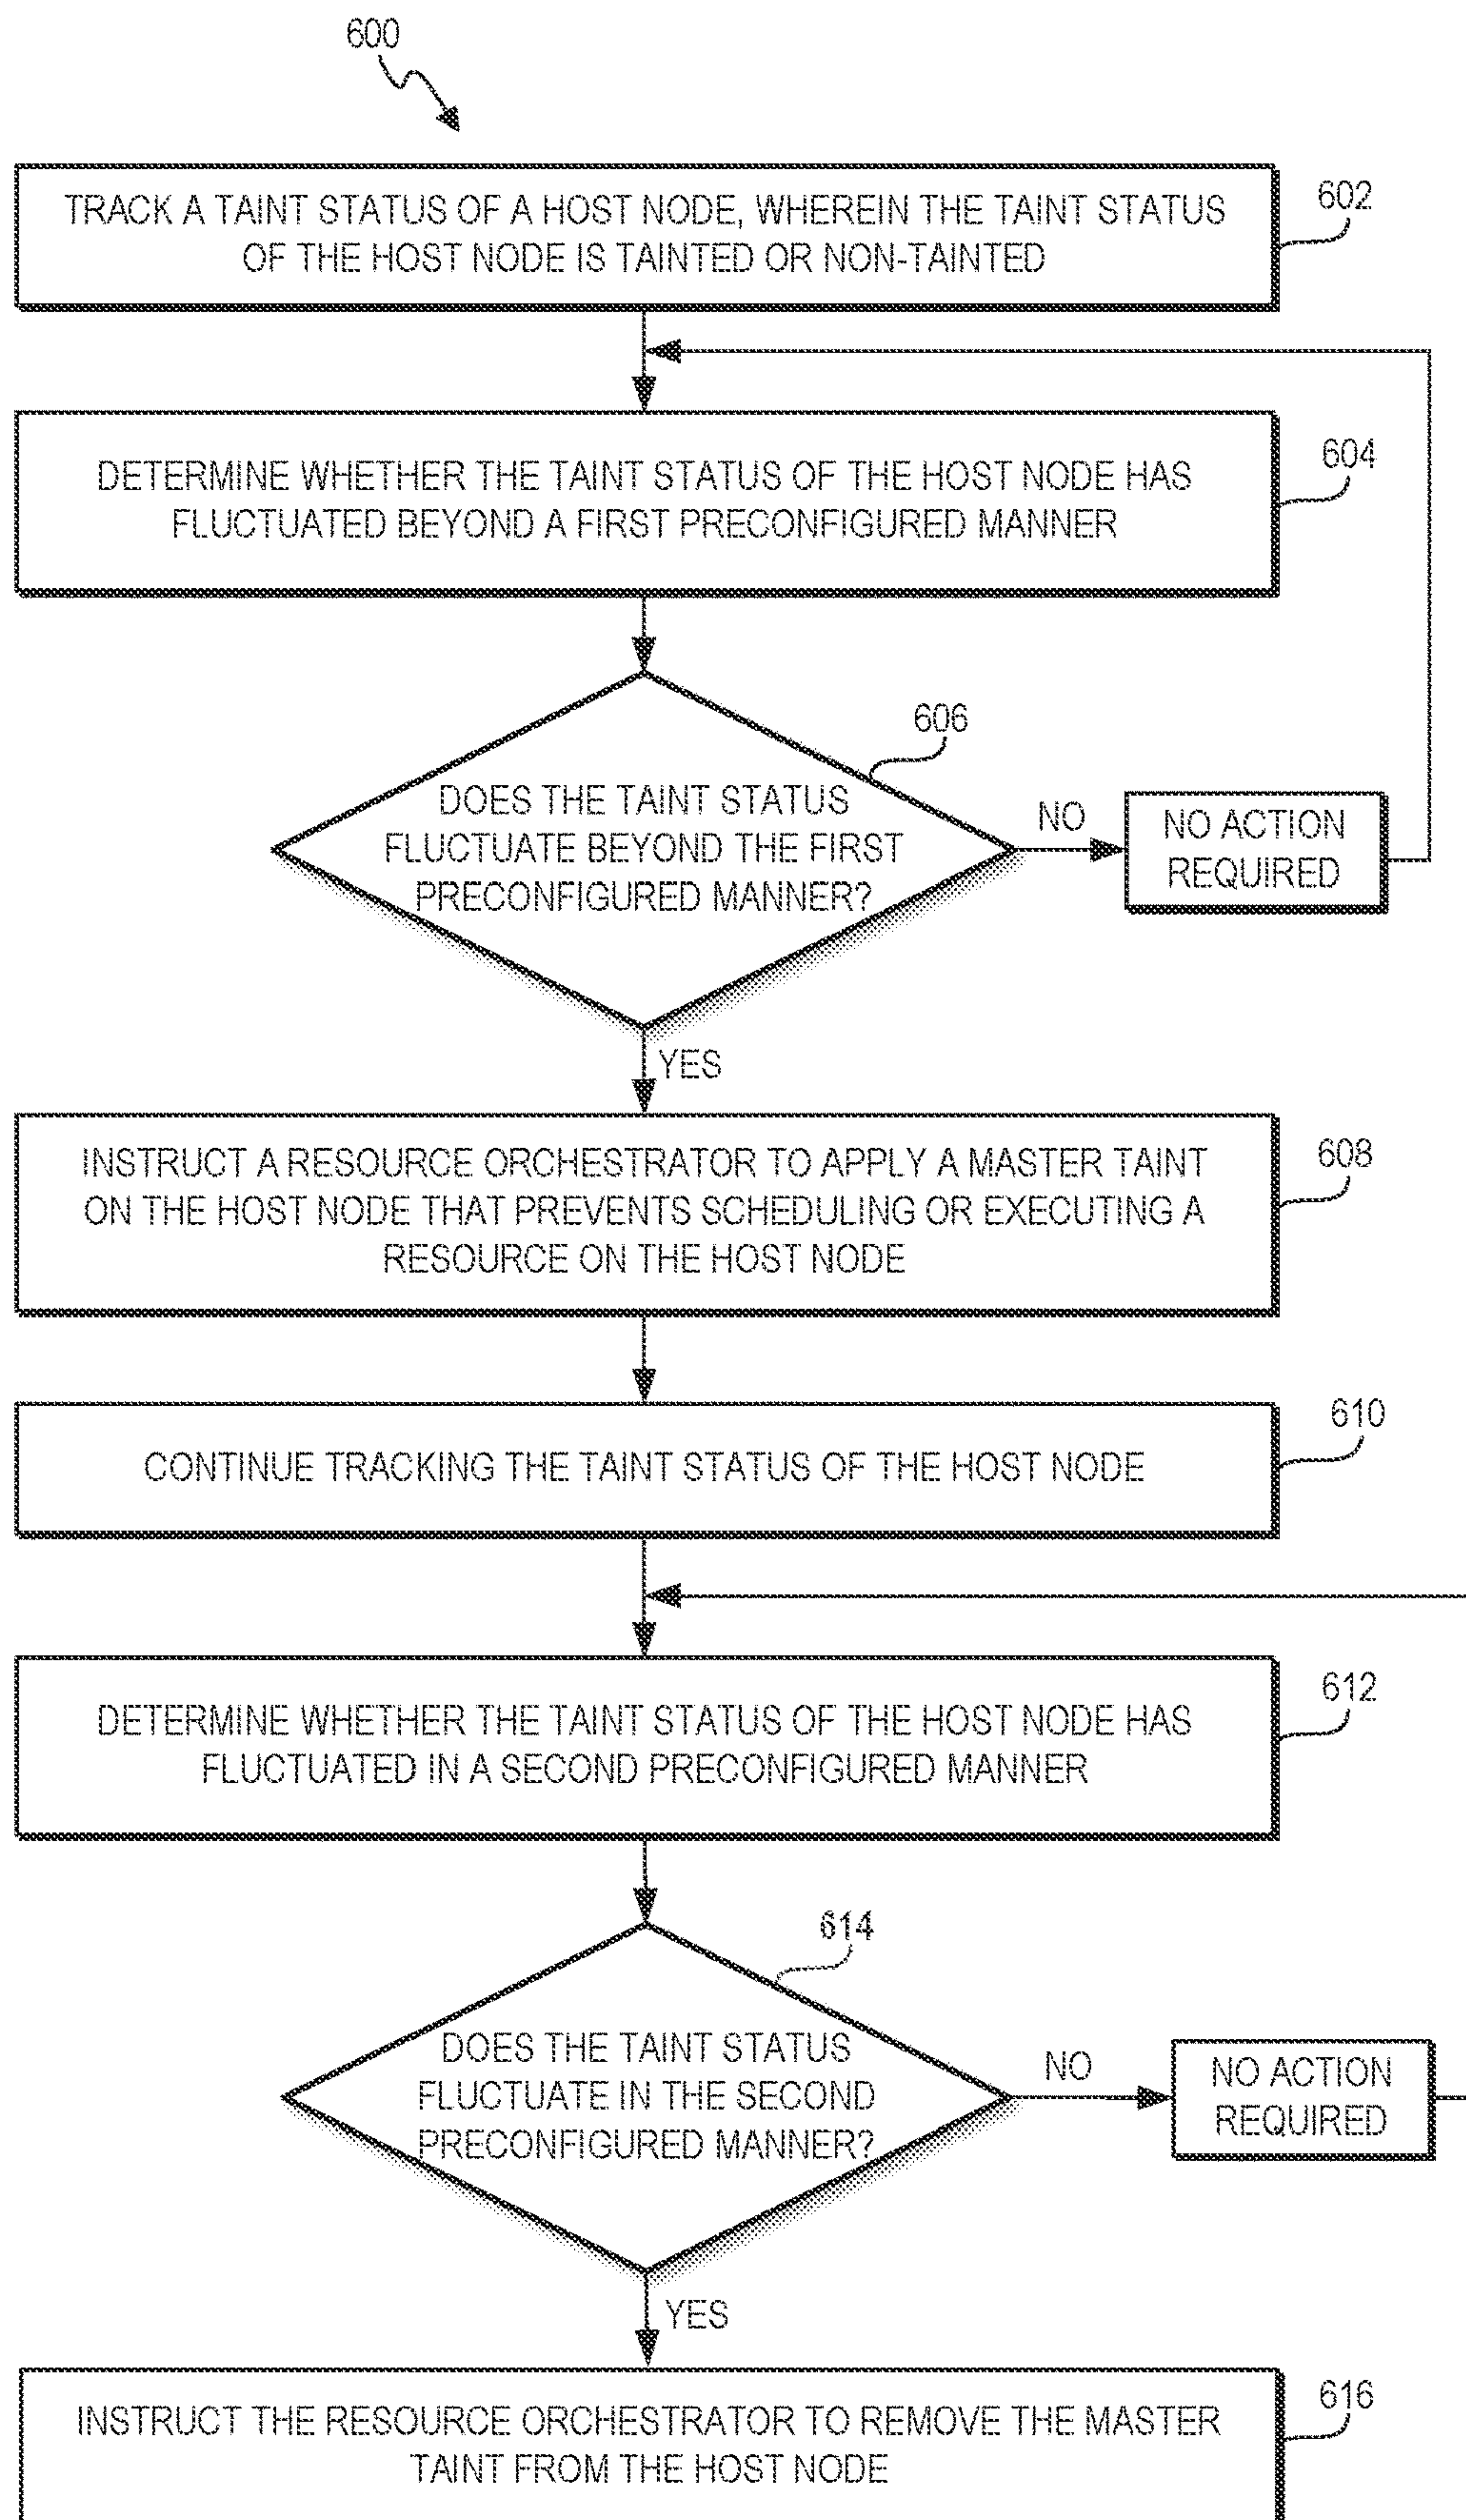 600
TRACK A TAINT STATUS OF A HOST NODE, WHEREIN THE TAINT STATUS
OF THE HOST NODE IS TAINTED OR NON-TAINTED
602
DETERMINE WHETHER THE TAINT STATUS OF THE HOST NODE HAS
FLUCTUATED BEYOND A FIRST PRECONFIGURED MANNER
604
606
DOES THE TAINT STATUS
FLUCTUATE BEYOND THE FIRST
PRECONFIGURED MANNER?
NO
NO ACTION
REQUIRED
YES
INSTRUCT A RESOURCE ORCHESTRATOR TO APPLY A MASTER TAINT
ON THE HOST NODE THAT PREVENTS SCHEDULING OR EXECUTING A
RESOURCE ON THE HOST NODE
608
CONTINUE TRACKING THE TAINT STATUS OF THE HOST NODE
610
DETERMINE WHETHER THE TAINT STATUS OF THE HOST NODE HAS
FLUCTUATED IN A SECOND PRECONFIGURED MANNER
612
614
DOES THE TAINT STATUS
FLUCTUATE IN THE SECOND
PRECONFIGURED MANNER?
NO
NO ACTION
REQUIRED
YES
INSTRUCT THE RESOURCE ORCHESTRATOR TO REMOVE THE MASTER
TAINT FROM THE HOST NODE
616